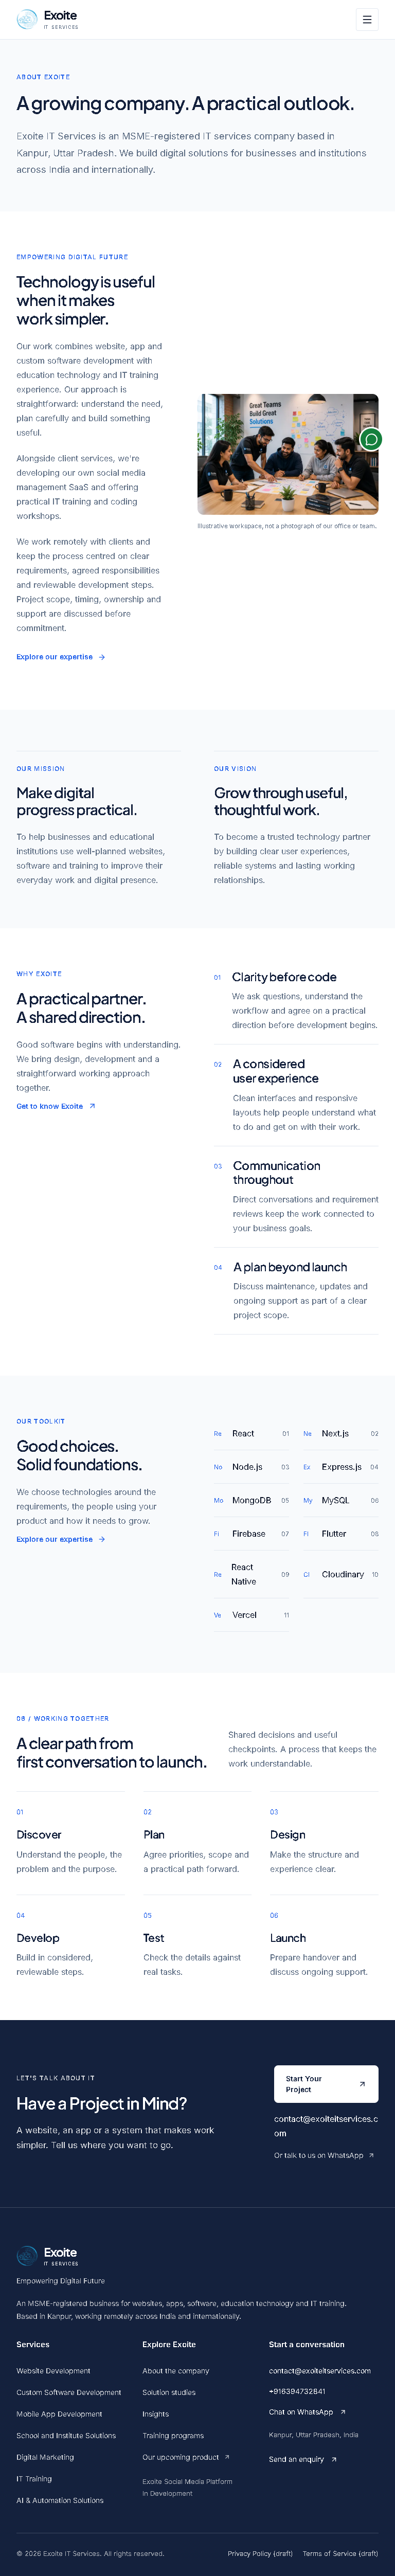 Exoite
IT SERVICES
ABOUT EXOITE
A growing company. A practical outlook.
Exoite IT Services is an MSME-registered IT services company based in
Kanpur, Uttar Pradesh. We build digital solutions for businesses and institutions
across India and internationally.
EMPOWERING DIGITAL FUTURE
Technology is useful
when it makes
work simpler.
Our work combines website, app and
custom software development with
education technology and IT training
experience. Our approach is
straightforward: understand the need,
plan carefully and build something
useful.
Alongside client services, we're
developing our own social media
management SaaS and offering
practical IT training and coding
workshops.
We work remotely with clients and
keep the process centred on clear
requirements, agreed responsibilities
and reviewable development steps.
Project scope, timing, ownership and
support are discussed before
commitment.
Explore our expertise
Great Teams
Build Great
Solutions
Illustrative workspace, not a photograph of our office or team.
OUR MISSION
Make digital
progress practical.
To help businesses and educational
institutions use well-planned websites,
software and training to improve their
everyday work and digital presence.
OUR VISION
Grow through useful,
thoughtful work.
To become a trusted technology partner
by building clear user experiences,
reliable systems and lasting working
relationships.
WHY EXOITE
A practical partner.
A shared direction.
Good software begins with understanding.
We bring design, development and a
straightforward working approach
together.
Get to know Exoite
01 Clarity before code
We ask questions, understand the
workflow and agree on a practical
direction before development begins.
02 A considered
user experience
Clean interfaces and responsive
layouts help people understand what
to do and get on with their work.
03 Communication
throughout
Direct conversations and requirement
reviews keep the work connected to
your business goals.
04 A plan beyond launch
Discuss maintenance, updates and
ongoing support as part of a clear
project scope.
OUR TOOLKIT
Good choices.
Solid foundations.
We choose technologies around the
requirements, the people using your
product and how it needs to grow.
Explore our expertise
Re React 01 Ne Next.js 02
No Node.js 03 Ex Express.js 04
Mo MongoDB 05 My MySQL 06
Fi Firebase 07 Fl Flutter 08
Re React
Native 09 Cl Cloudinary 10
Ve Vercel 11
06 / WORKING TOGETHER
A clear path from
first conversation to launch.
Shared decisions and useful
checkpoints. A process that keeps the
work understandable.
01
Discover
Understand the people, the
problem and the purpose.
02
Plan
Agree priorities, scope and
a practical path forward.
03
Design
Make the structure and
experience clear.
04
Develop
Build in considered,
reviewable steps.
05
Test
Check the details against
real tasks.
06
Launch
Prepare handover and
discuss ongoing support.
LET'S TALK ABOUT IT
Have a Project in Mind?
A website, an app or a system that makes work
simpler. Tell us where you want to go.
Start Your
Project
contact@exoiteitservices.c
om
Or talk to us on WhatsApp
Exoite
IT SERVICES
Empowering Digital Future
An MSME-registered business for websites, apps, software, education technology and IT training.
Based in Kanpur, working remotely across India and internationally.
Services
Website Development
Custom Software Development
Mobile App Development
School and Institute Solutions
Digital Marketing
IT Training
AI & Automation Solutions
Explore Exoite
About the company
Solution studies
Insights
Training programs
Our upcoming product
Exoite Social Media Platform
In Development
Start a conversation
contact@exoiteitservices.com
+916394732841
Chat on WhatsApp
Kanpur, Uttar Pradesh, India
Send an enquiry
© 2026 Exoite IT Services. All rights reserved.
Privacy Policy (draft) Terms of Service (draft)